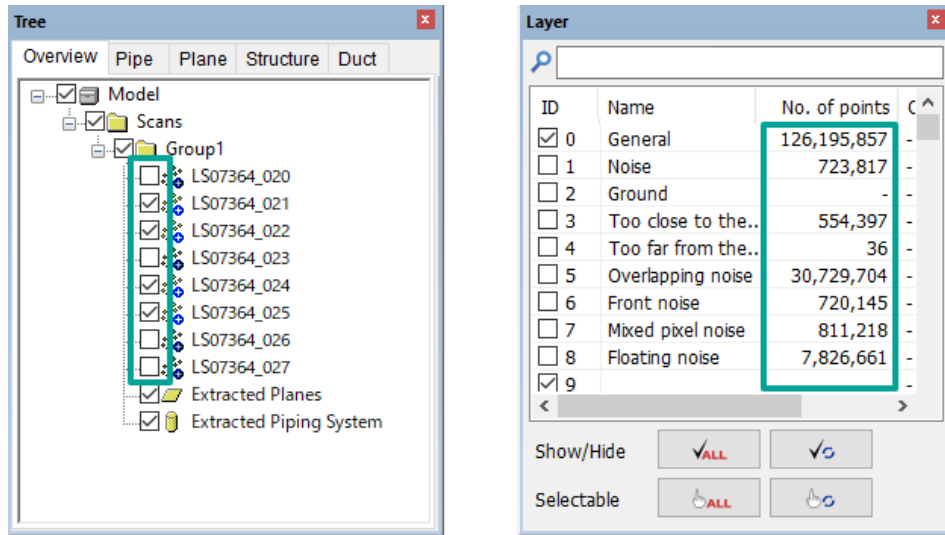 Tree
Overview Pipe Plane Structure Duct
Model
Scans
Group1
LS07364_020
LS07364_021
LS07364_022
LS07364_023
LS07364_024
LS07364_025
LS07364_026
LS07364_027
Extracted Planes
Extracted Piping System
Layer
ID Name No. of points C
0 General 126,195,857 -
1 Noise 723,817 -
2 Ground - -
3 Too close to the.. 554,397 -
4 Too far from the.. 36 -
5 Overlapping noise 30,729,704 -
6 Front noise 720,145 -
7 Mixed pixel noise 811,218 -
8 Floating noise 7,826,661 -
9 -
Show/Hide ALL
Selectable ALL